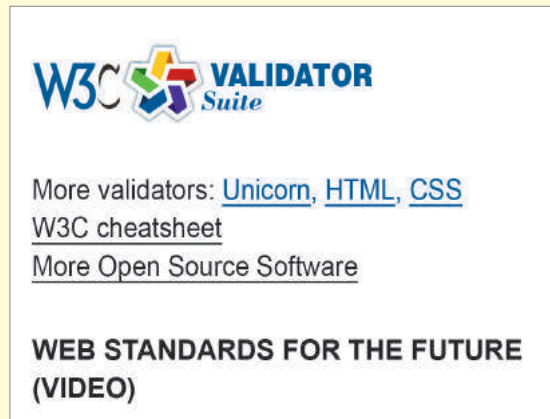 W3C VALIDATOR
Suite
More validators: Unicorn, HTML, CSS
W3C cheatsheet
More Open Source Software
WEB STANDARDS FOR THE FUTURE
(VIDEO)